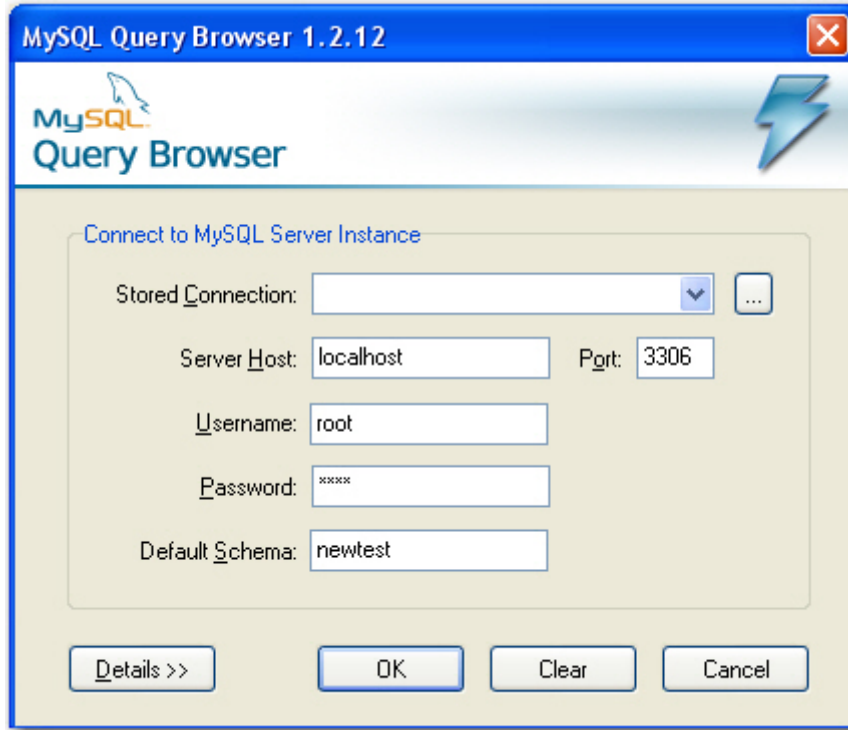 MySQL Query Browser 1.2.12
MySQL
Query Browser
Connect to MySQL Server Instance
Stored Connection: ...
Server Host: localhost Port: 3306
Username: root
Password: ****
Default Schema: newtest
Details >> OK Clear Cancel